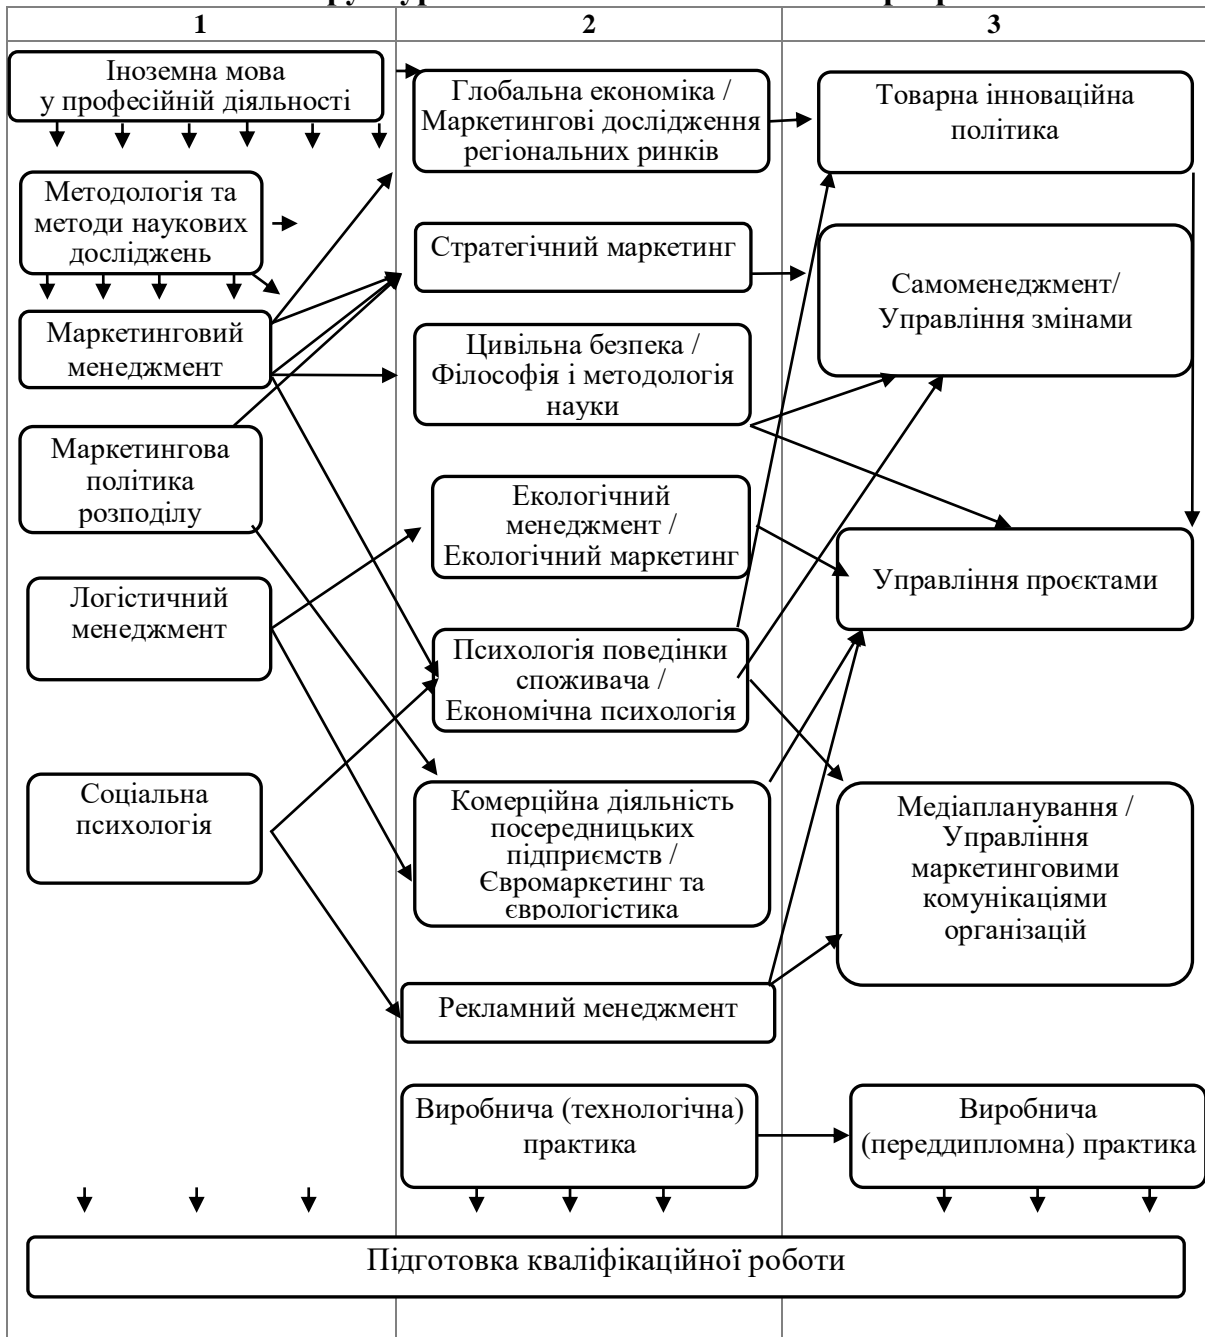 1
2
3
Іноземна мова
у професійній діяльності
Методологія та
методи наукових
досліджень
Маркетинговий
менеджмент
Маркетингова
політика
розподілу
Логістичний
менеджмент
Соціальна
психологія
Глобальна економіка /
Маркетингові дослідження
регіональних ринків
Стратегічний маркетинг
Цивільна безпека /
Філософія і методологія
науки
Екологічний
менеджмент /
Екологічний маркетинг
Психологія поведінки
споживача /
Економічна психологія
Комерційна діяльність
посередницьких
підприємств /
Євромаркетинг та
єврологістика
Рекламний менеджмент
Виробнича (технологічна)
практика
Товарна інноваційна
політика
Самоменеджмент/
Управління змінами
Управління проєктами
Медіапланування /
Управління
маркетинговими
комунікаціями
організацій
Виробнича
(переддипломна) практика
Підготовка кваліфікаційної роботи